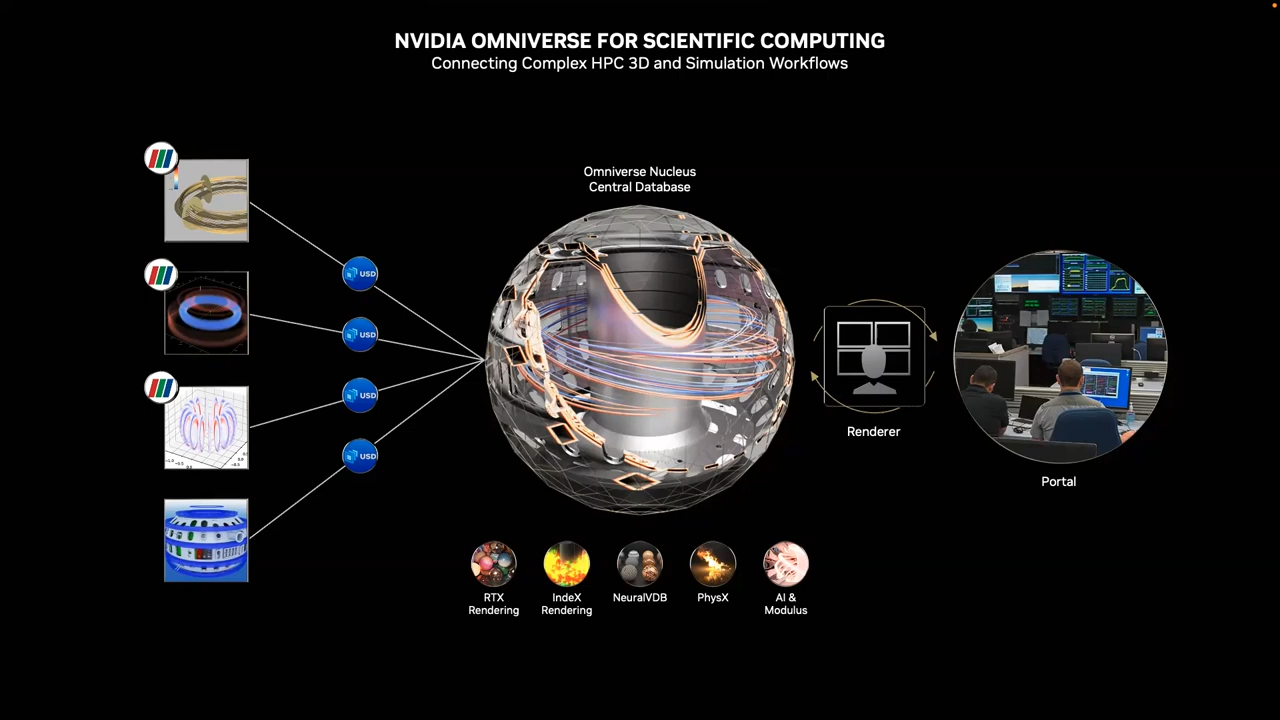 NVIDIA OMNIVERSE FOR SCIENTIFIC COMPUTING
Connecting Complex HPC 3D and Simulation Workflows
Omniverse Nucleus
Central Database
USD
USD
USD
USD
Renderer
Portal
RTX
Rendering
IndeX
Rendering
NeuralVDB
PhysX
AI &
Modulus